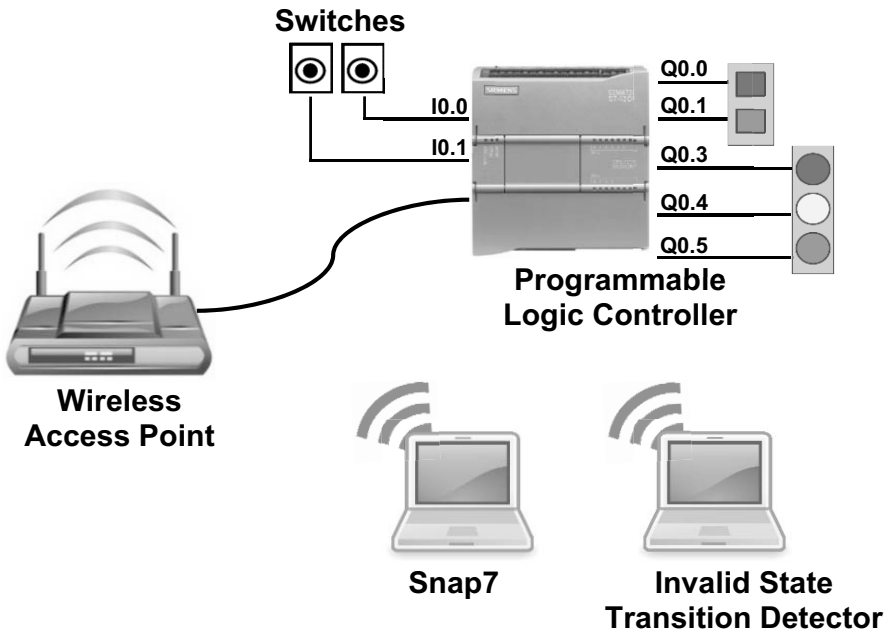 Switches
I0.0
I0.1
SIEMENS
Q0.0
Q0.1
Q0.3
Q0.4
Q0.5
Programmable
Logic Controller
Wireless
Access Point
Snap7
Invalid State
Transition Detector